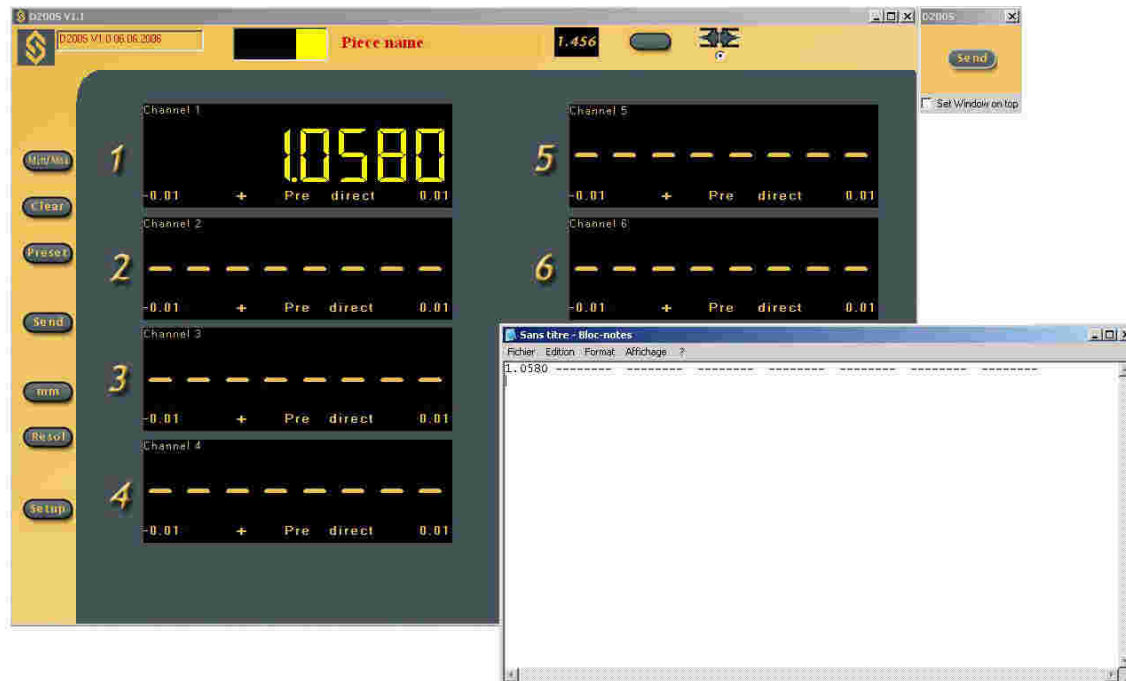 D200S V1.1
D200S V1.0 06.06.2006
Piece name
1.456
D200S
Send
Set Window on top
Min/Max
Clear
Preset
Send
mm
Resol
Setup
1
Channel 1
1.0580
-0.01 + Pre direct 0.01
2
Channel 2
- - - - - - - -
-0.01 + Pre direct 0.01
3
Channel 3
- - - - - - - -
-0.01 + Pre direct 0.01
4
Channel 4
- - - - - - - -
-0.01 + Pre direct 0.01
5
Channel 5
- - - - - - - -
-0.01 + Pre direct 0.01
6
Channel 6
- - - - - - - -
-0.01 + Pre direct 0.01
Sans titre - Bloc-notes
Fichier Edition Format Affichage ?
1.0580 -------- -------- -------- -------- -------- -------- --------